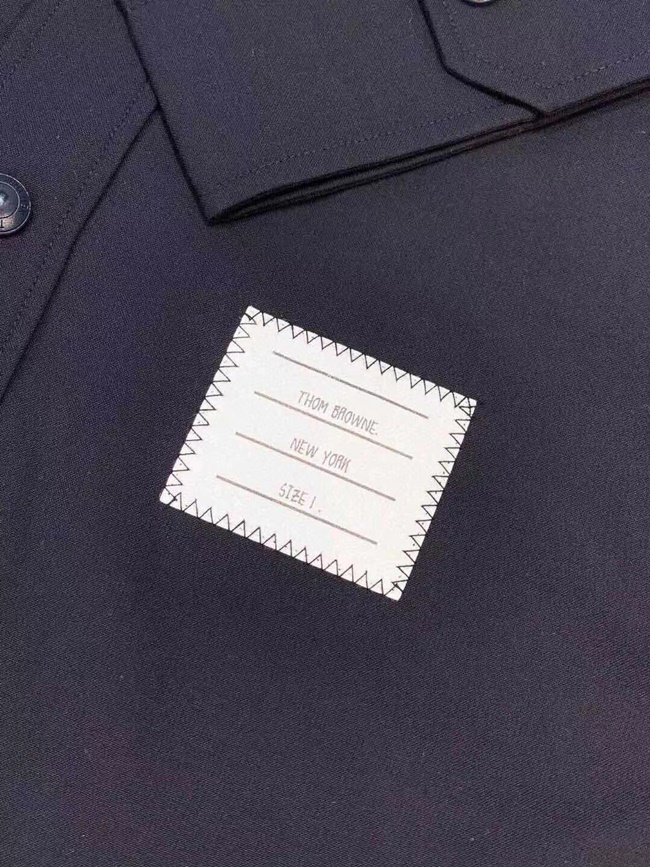 THOM BROWNE.
NEW YORK
SIZE 1.